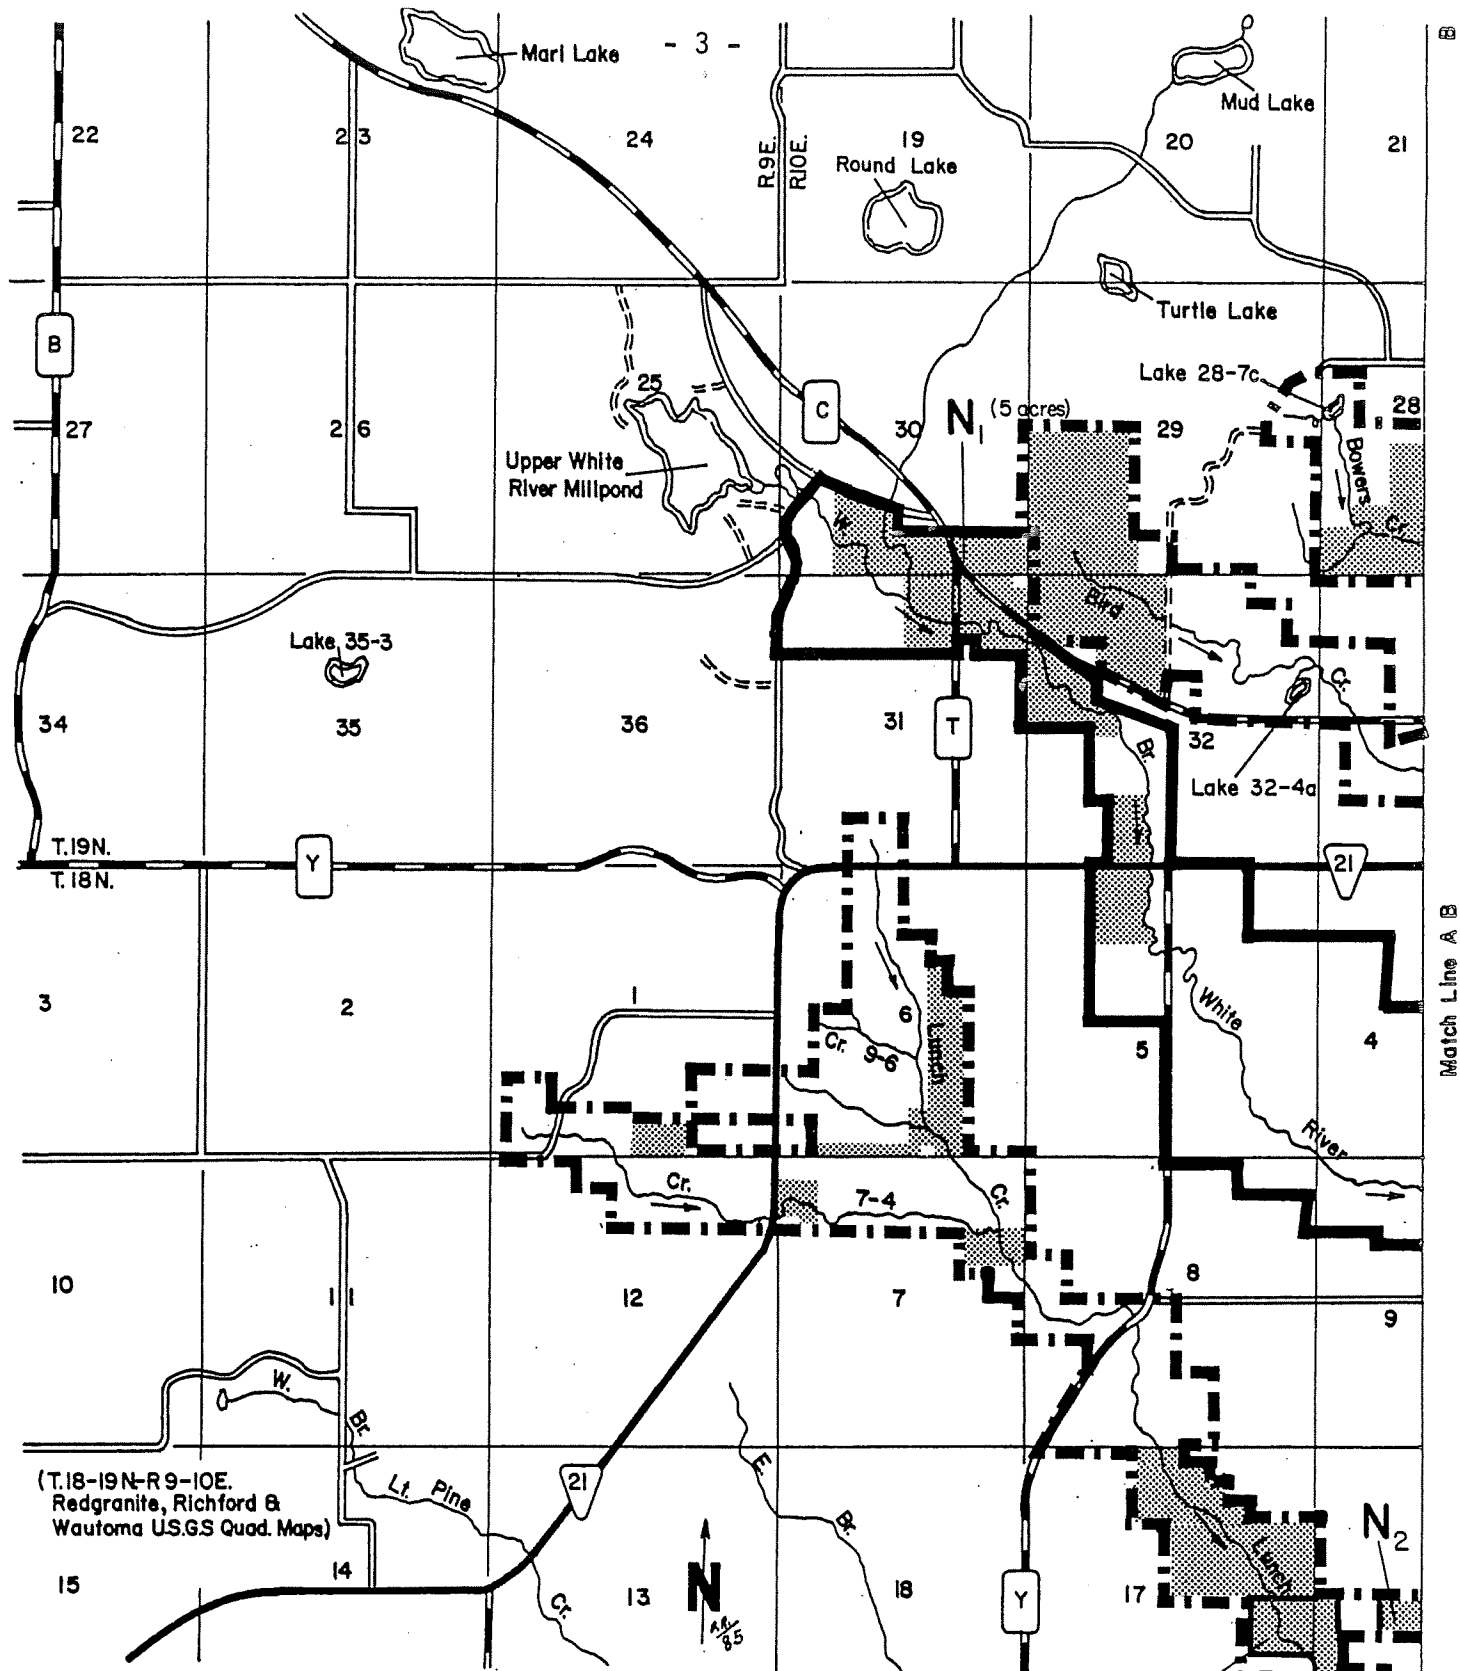 - 3 -
B
Marl Lake
Mud Lake
22
23
24
R.9E.
R.10E.
19
Round Lake
20
21
Turtle Lake
B
25
C
Lake 28-7c
28
27
26
30
N1 (5 acres)
29
Upper White
River Millpond
Bowers
Cr.
W.
Bird
Cr.
Lake 35-3
34
35
36
31
T
Br.
32
Lake 32-4a
T.19N.
T.18N.
Y
21
Match Line A B
3
2
1
6
Lunch
Cr. 9-6
5
White
River
4
Cr.
7-4
Cr.
10
11
12
7
8
9
W.
Br.
(T.18-19N-R9-10E.
Redgranite, Richford &
Wautoma U.S.G.S Quad. Maps)
Lt. Pine
Cr.
21
E.
Br.
N2
Lunch
15
14
13
N
A.R.
85
18
Y
17